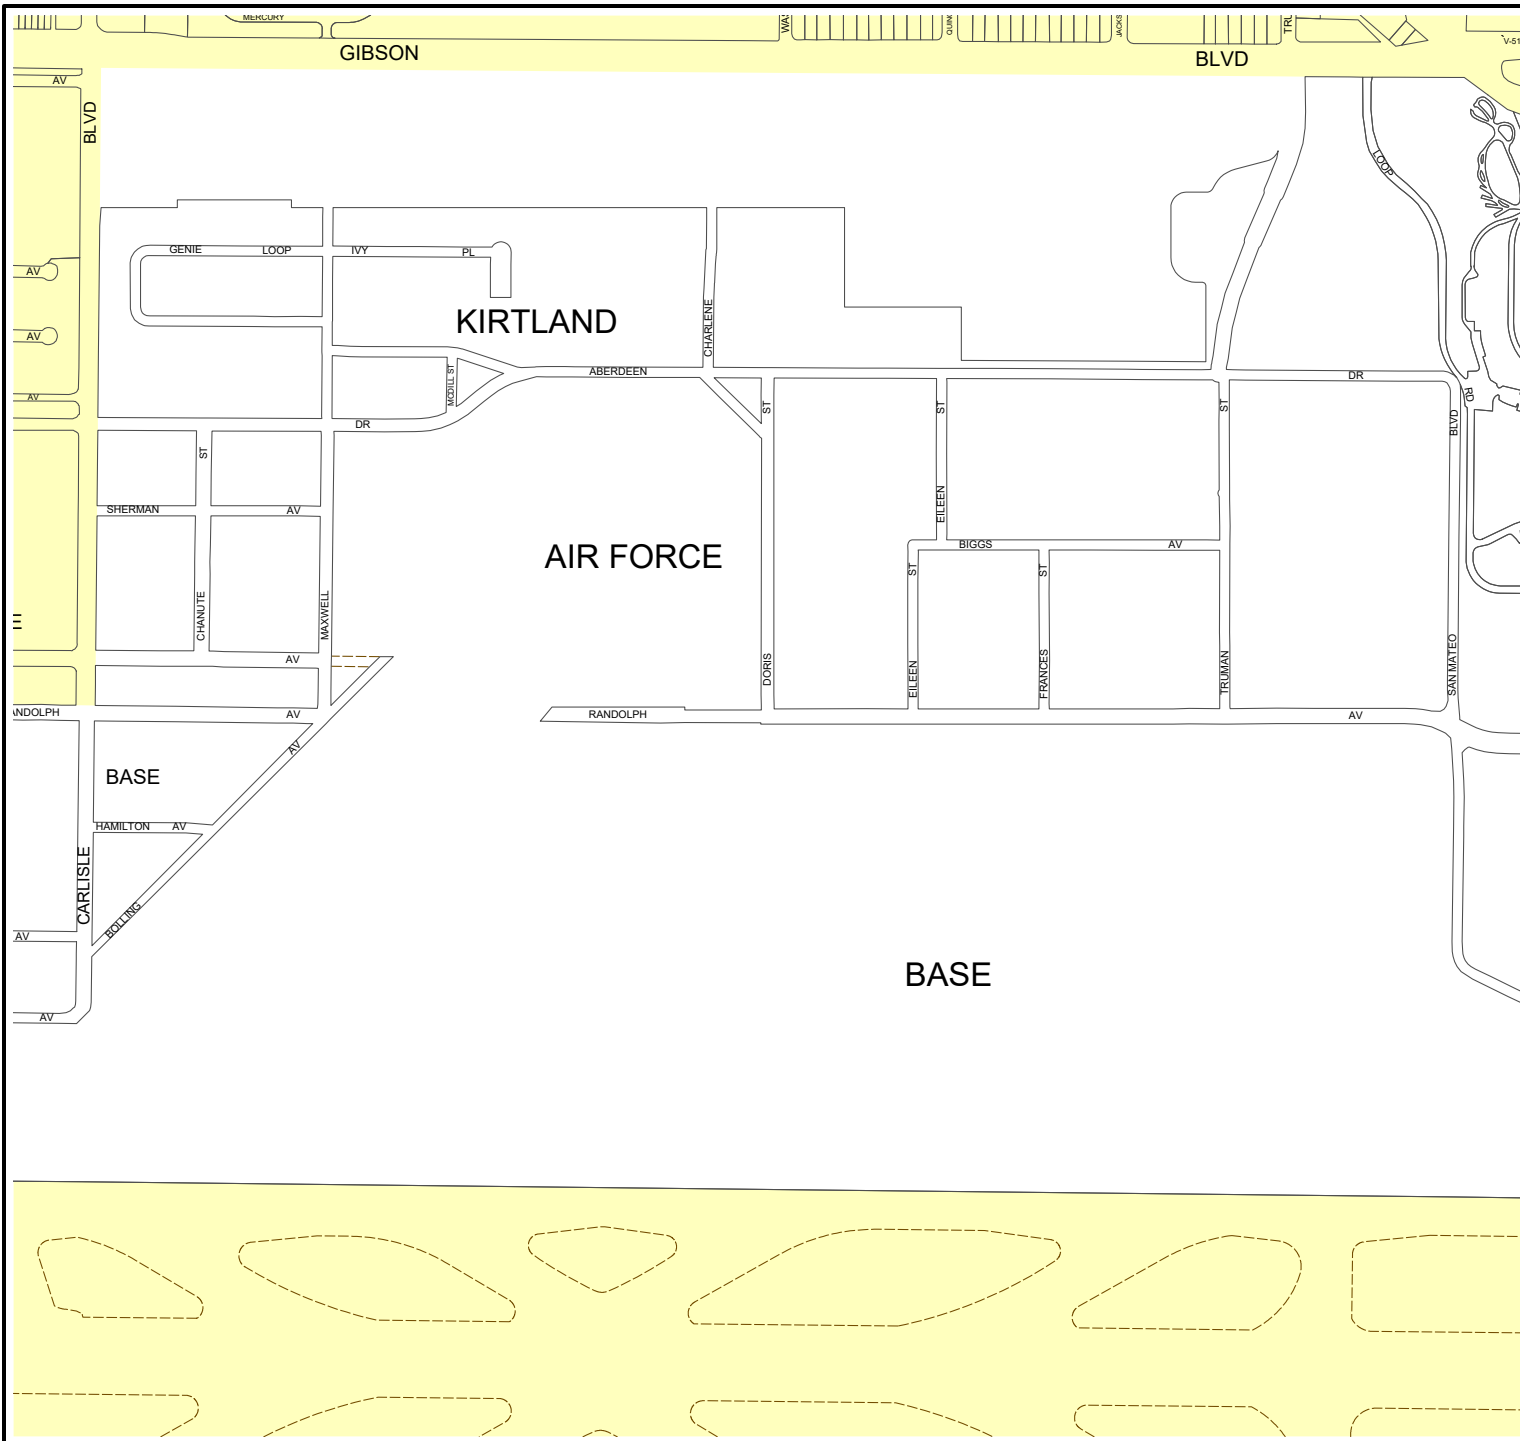 MERCURY
V-51
GIBSON
BLVD
AV
BLVD
LOOP
GENIE
LOOP
IVY
PL
AV
KIRTLAND
CHARLENE
AV
ABERDEEN
DR
MCDILL ST
RD
AV
ST
ST
ST
BLVD
DR
ST
EILEEN
SHERMAN
AV
BIGGS
AV
AIR FORCE
ST
ST
CHANUTE
MAXWELL
AV
DORIS
EILEEN
FRANCES
TRUMAN
SAN MATEO
ANDOLPH
AV
RANDOLPH
AV
AV
BASE
HAMILTON
AV
CARLISLE
BOLLING
AV
BASE
AV